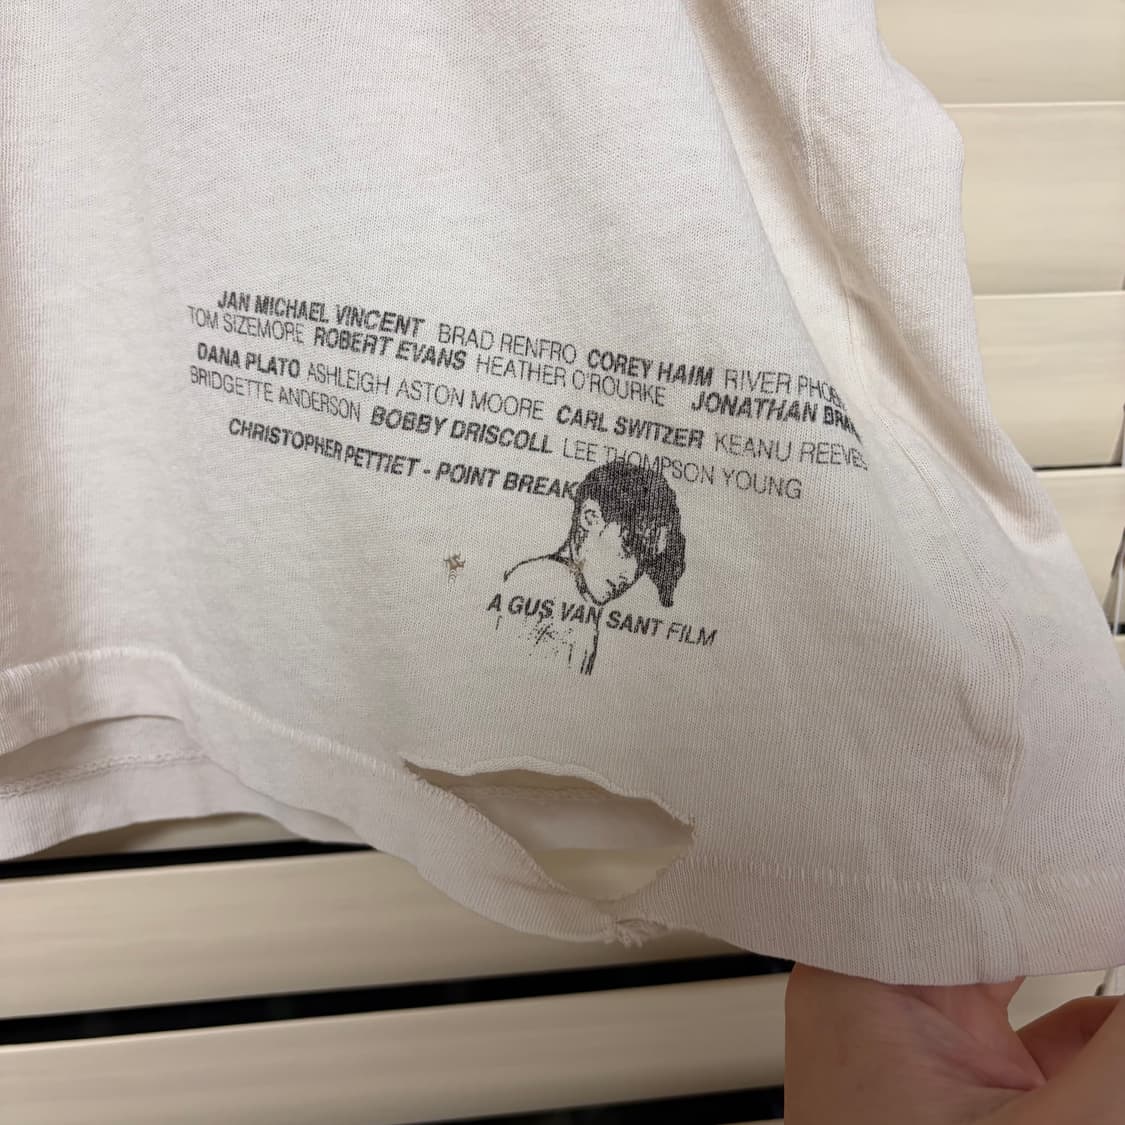 JAN MICHAEL VINCENT BRAD RENFRO COREY HAIM RIVER
TOM SIZEMORE ROBERT EVANS HEATHER O'ROURKE JONATHAN
DANA PLATO ASHLEIGH ASTON MOORE CARL SWITZER KEANU REEVES
BRIDGETTE ANDERSON BOBBY DRISCOLL LEE THOMPSON YOUNG
CHRISTOPHER PETTIET - POINT BREAK
A GUS VAN SANT FILM